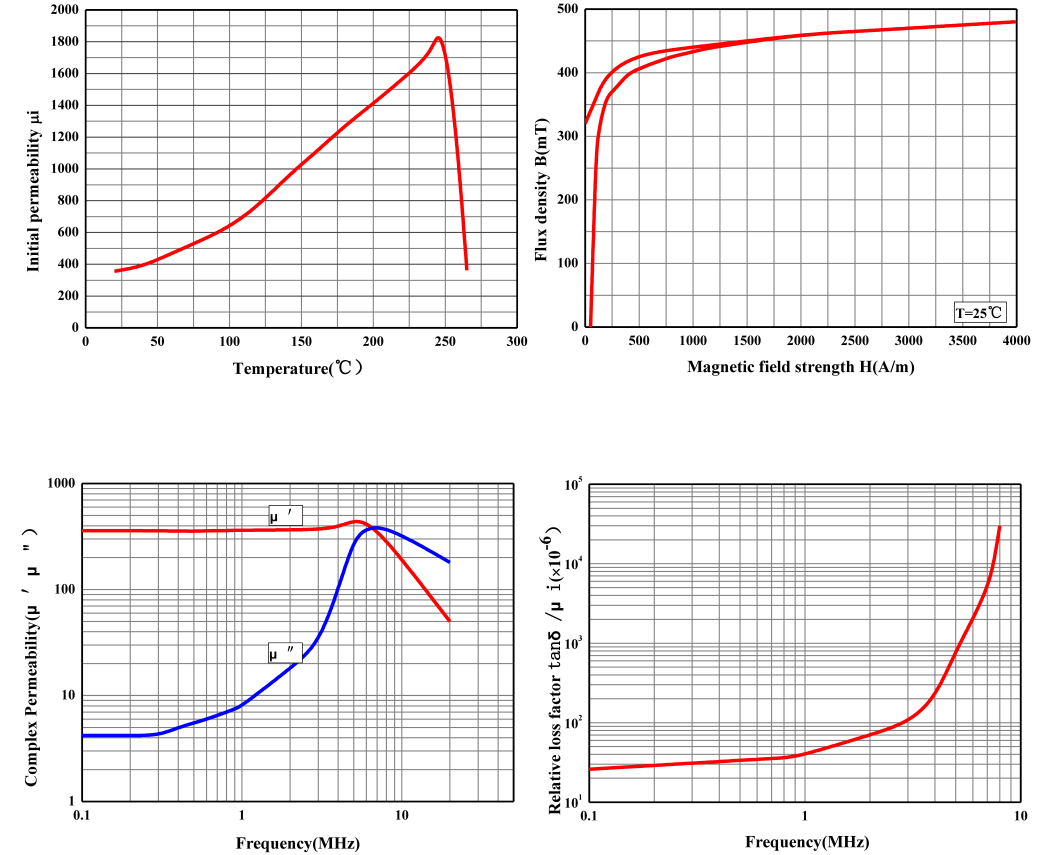 2000
1800
1600
1400
1200
1000
800
600
400
200
0
0 50 100 150 200 250 300
Initial permeability μi
Temperature(℃)
500
400
300
200
100
0
0 500 1000 1500 2000 2500 3000 3500 4000
Flux density B(mT)
T=25℃
Magnetic field strength H(A/m)
1000
100
10
1
0.1 1 10
Complex Permeability(μ ′ μ ″)
μ ′
μ ″
Frequency(MHz)
10⁵
10⁴
10³
10²
10¹
0.1 1 10
Relative loss factor tanδ /μ i(×10⁻⁶)
Frequency(MHz)